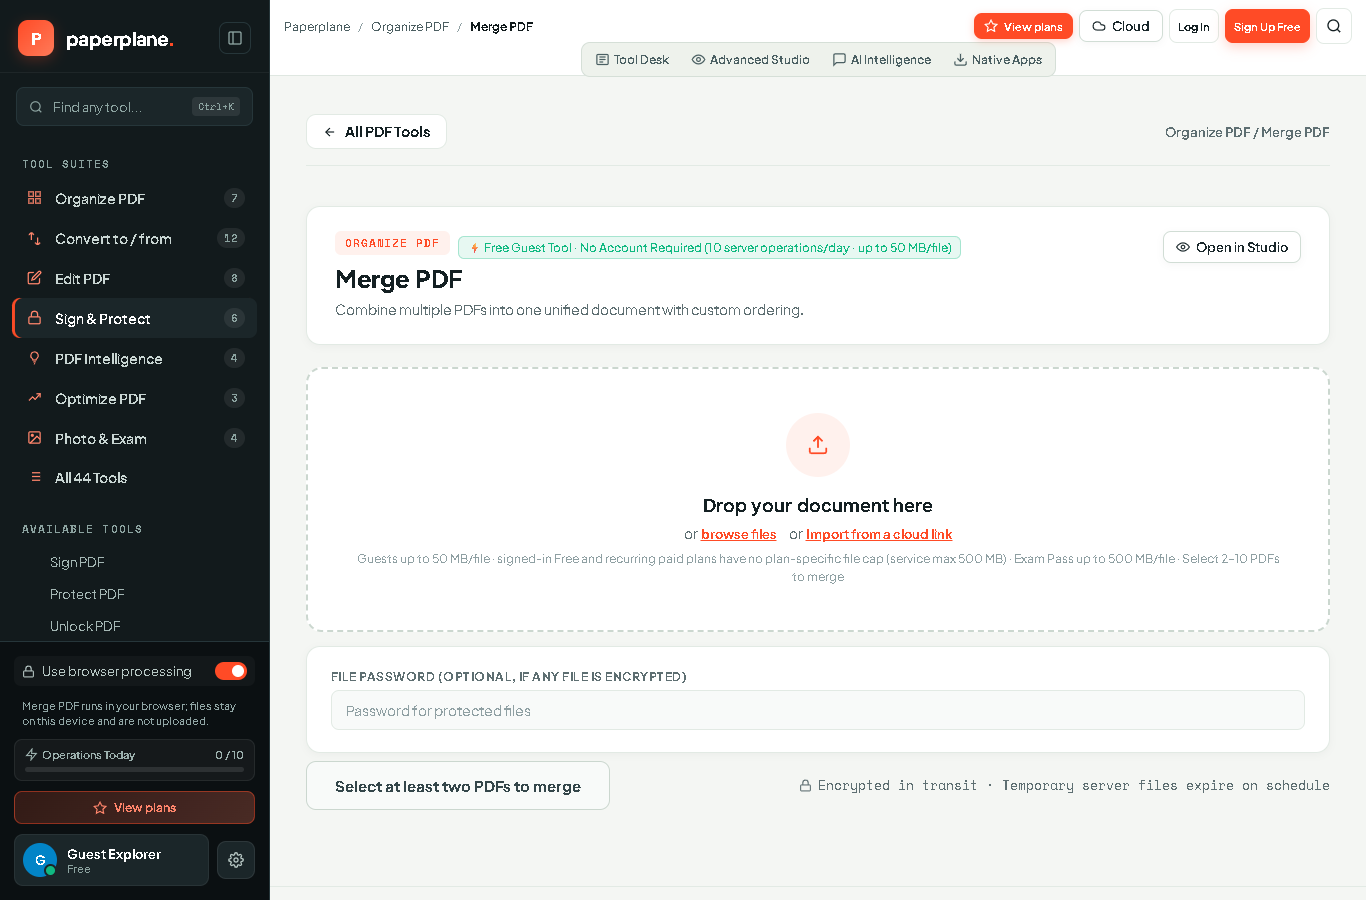 P paperplane.
Find any tool... Ctrl+K
TOOL SUITES
Organize PDF 7
Convert to / from 12
Edit PDF 8
Sign & Protect 6
PDF Intelligence 4
Optimize PDF 3
Photo & Exam 4
All 44 Tools
AVAILABLE TOOLS
Sign PDF
Protect PDF
Unlock PDF
Use browser processing
Merge PDF runs in your browser; files stay
on this device and are not uploaded.
Operations Today 0 / 10
View plans
G Guest Explorer
Free
Paperplane / Organize PDF / Merge PDF
View plans Cloud Log In Sign Up Free
Tool Desk Advanced Studio AI Intelligence Native Apps
All PDF Tools
Organize PDF / Merge PDF
ORGANIZE PDF Free Guest Tool · No Account Required (10 server operations/day · up to 50 MB/file)
Open in Studio
Merge PDF
Combine multiple PDFs into one unified document with custom ordering.
Drop your document here
or browse files or Import from a cloud link
Guests up to 50 MB/file · signed-in Free and recurring paid plans have no plan-specific file cap (service max 500 MB) · Exam Pass up to 500 MB/file · Select 2–10 PDFs
to merge
FILE PASSWORD (OPTIONAL, IF ANY FILE IS ENCRYPTED)
Password for protected files
Select at least two PDFs to merge
Encrypted in transit · Temporary server files expire on schedule